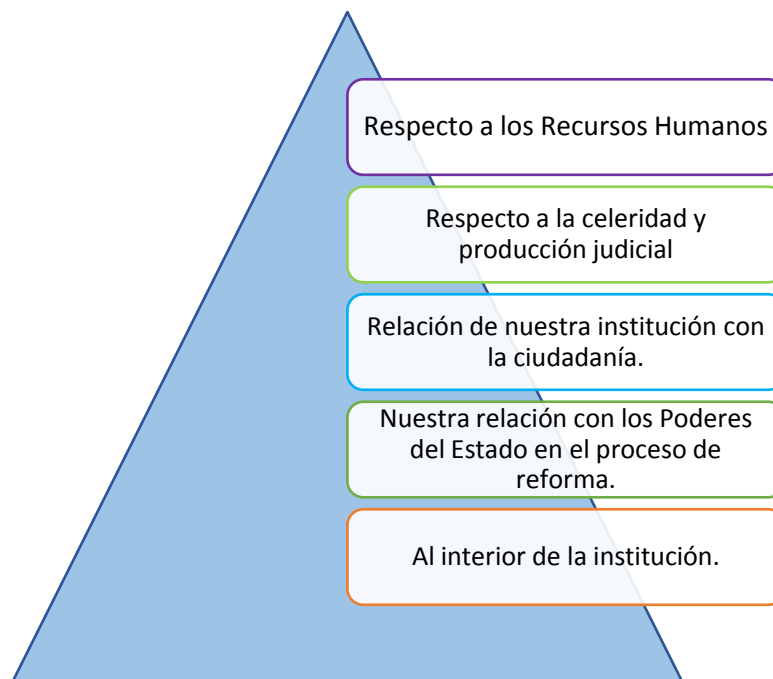 Respecto a los Recursos Humanos
Respecto a la celeridad y
producción judicial
Relación de nuestra institución con
la ciudadanía.
Nuestra relación con los Poderes
del Estado en el proceso de
reforma.
Al interior de la institución.